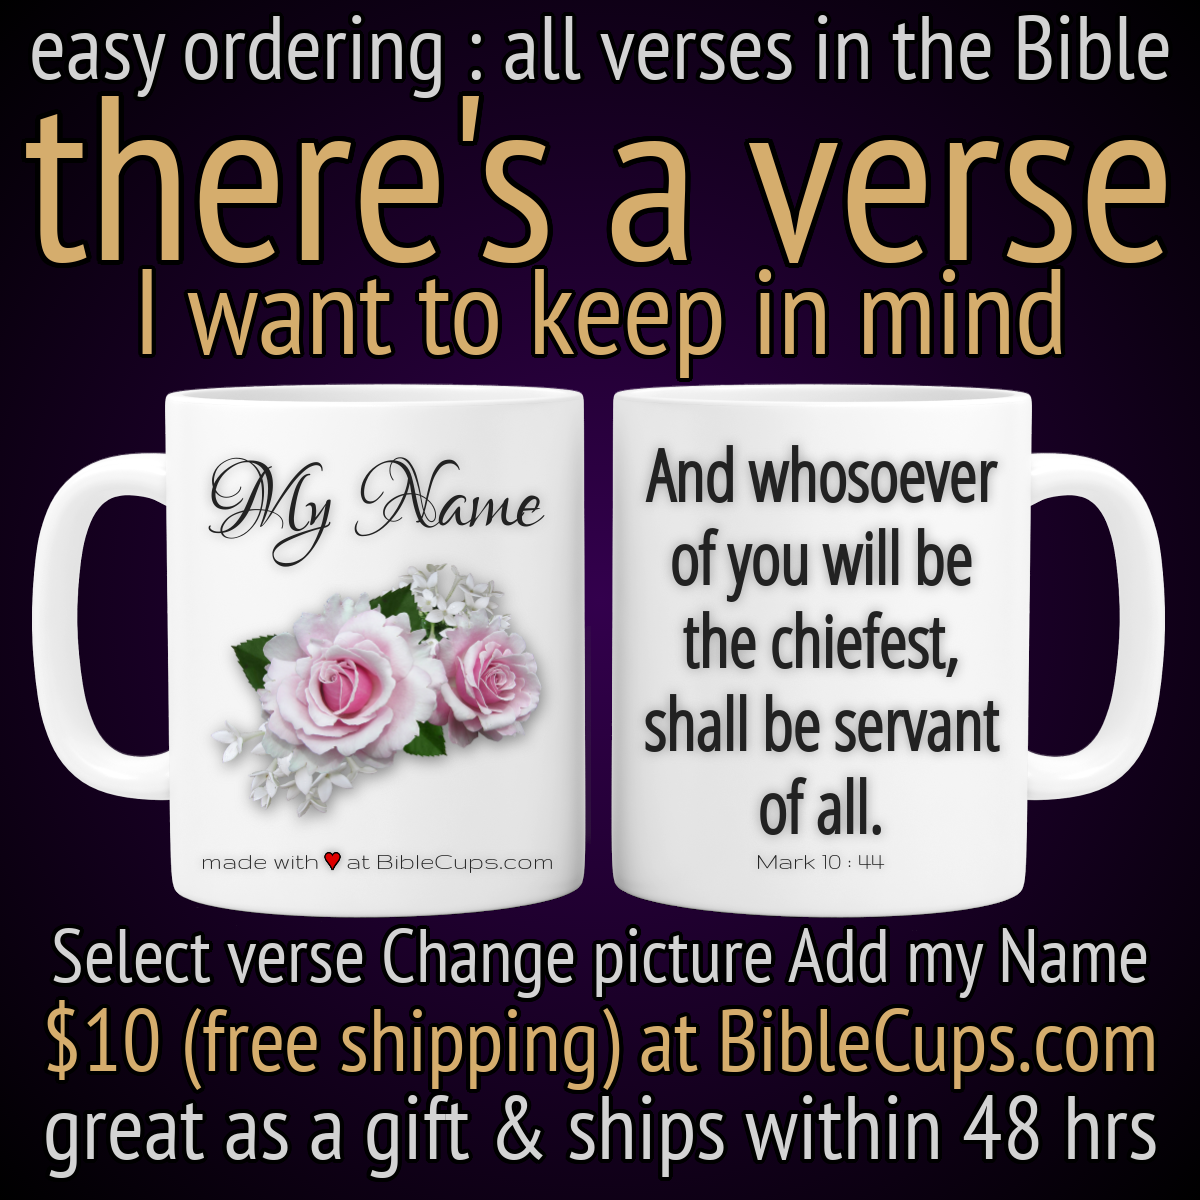 easy ordering : all verses in the Bible
there's a verse
I want to keep in mind
My Name
made with ♥ at BibleCups.com
And whosoever
of you will be
the chiefest,
shall be servant
of all.
Mark 10 : 44
Select verse Change picture Add my Name
$10 (free shipping) at BibleCups.com
great as a gift & ships within 48 hrs